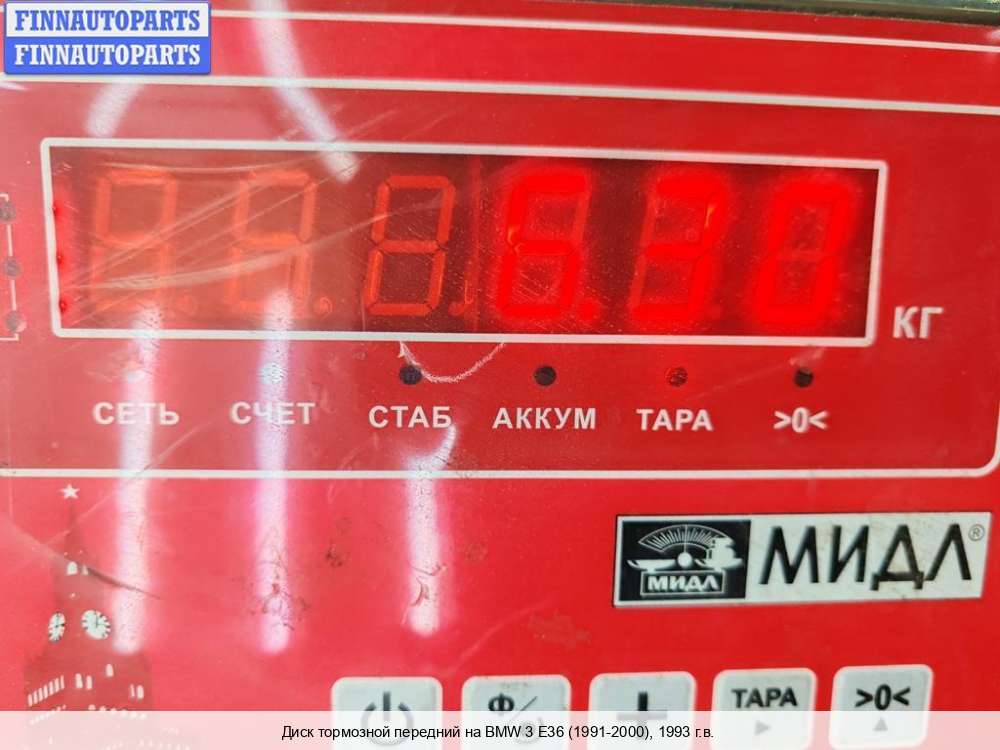 FINNAUTOPARTS
FINNAUTOPARTS
6.30
КГ
СЕТЬ СЧЕТ СТАБ АККУМ ТАРА >0<
МИДЛ МИДЛ®
Ф/ + ТАРА >0<
Диск тормозной передний на BMW 3 E36 (1991-2000), 1993 г.в.